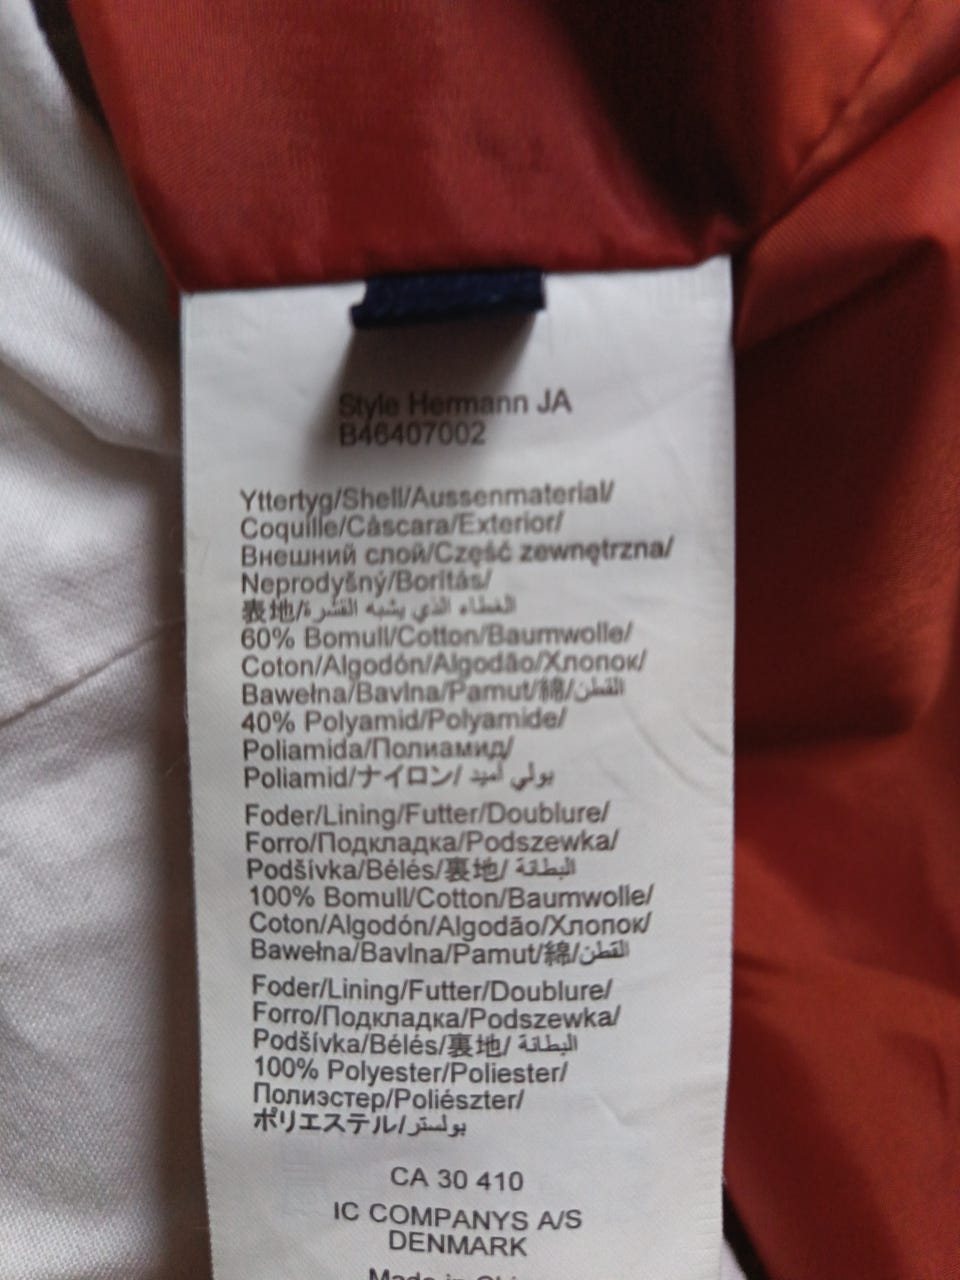 Style Hermann JA
B46407002
Yttertyg/Shell/Aussenmaterial/
Coquille/Cáscara/Exterior/
Внешний слой/Część zewnętrzna/
Neprodyšný/Borítás/
表地/الغطاء الذي يشبه القشرة
60% Bomull/Cotton/Baumwolle/
Coton/Algodón/Algodão/Хлопок/
Bawełna/Bavlna/Pamut/綿/القطن
40% Polyamid/Polyamide/
Poliamida/Полиамид/
Poliamid/ナイロン/ بولي أميد
Foder/Lining/Futter/Doublure/
Forro/Подкладка/Podszewka/
Podšívka/Bélés/裏地/ البطانة
100% Bomull/Cotton/Baumwolle/
Coton/Algodón/Algodão/Хлопок/
Bawełna/Bavlna/Pamut/綿/القطن
Foder/Lining/Futter/Doublure/
Forro/Подкладка/Podszewka/
Podšívka/Bélés/裏地/ البطانة
100% Polyester/Poliester/
Полиэстер/Poliészter/
ポリエステル/بولستر
CA 30 410
IC COMPANYS A/S
DENMARK
Made in